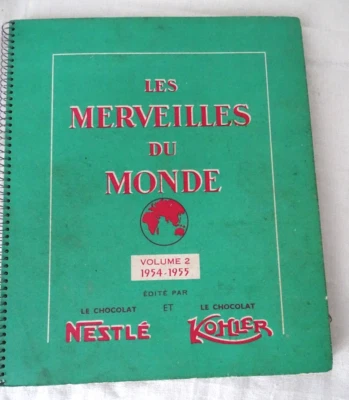 LES
MERVEILLES
DU
MONDE
VOLUME 2
1954-1955
ÉDITÉ PAR
LE CHOCOLAT ET LE CHOCOLAT
NESTLÉ KOHLER